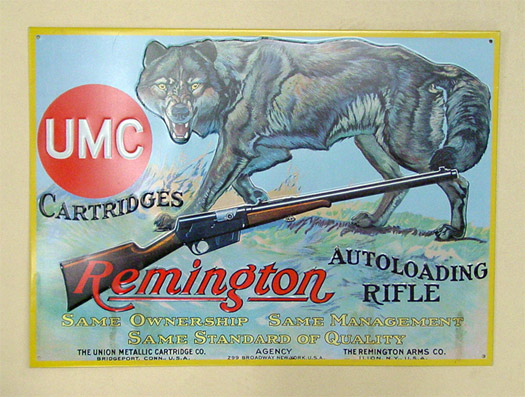 UMC
CARTRIDGES
Remington
AUTOLOADING
RIFLE
SAME OWNERSHIP SAME MANAGEMENT
SAME STANDARD OF QUALITY
THE UNION METALLIC CARTRIDGE CO. AGENCY THE REMINGTON ARMS CO.
BRIDGEPORT, CONN., U.S.A. 299 BROADWAY NEW YORK, U.S.A. ILION, N.Y., U.S.A.